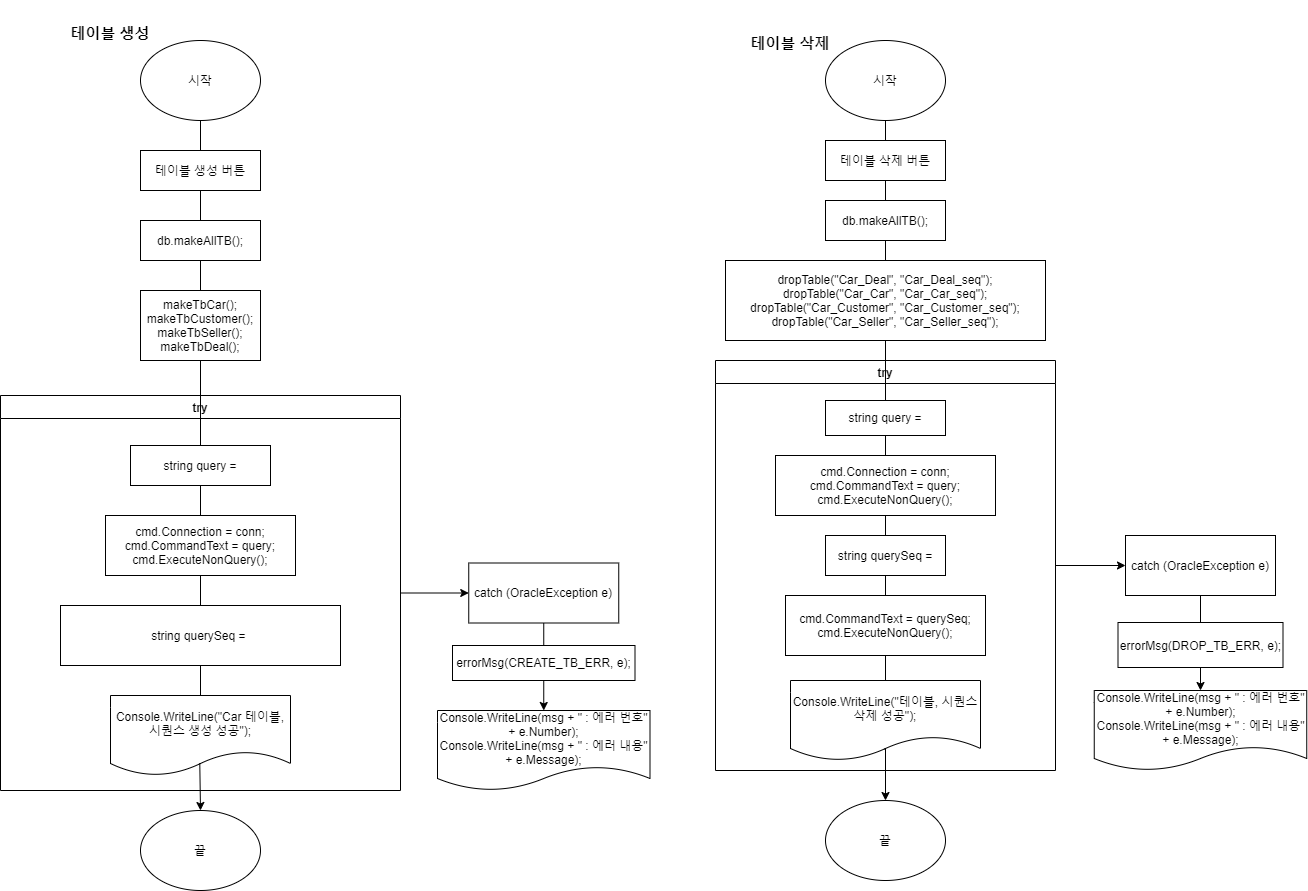 테이블 생성
시작
테이블 생성 버튼
db.makeAllTB();
makeTbCar();
makeTbCustomer();
makeTbSeller();
makeTbDeal();
try
string query =
cmd.Connection = conn;
cmd.CommandText = query;
cmd.ExecuteNonQuery();
string querySeq =
Console.WriteLine("Car 테이블,
시퀀스 생성 성공");
끝
catch (OracleException e)
errorMsg(CREATE_TB_ERR, e);
Console.WriteLine(msg + " : 에러 번호"
+ e.Number);
Console.WriteLine(msg + " : 에러 내용"
+ e.Message);
테이블 삭제
시작
테이블 삭제 버튼
db.makeAllTB();
dropTable("Car_Deal", "Car_Deal_seq");
dropTable("Car_Car", "Car_Car_seq");
dropTable("Car_Customer", "Car_Customer_seq");
dropTable("Car_Seller", "Car_Seller_seq");
try
string query =
cmd.Connection = conn;
cmd.CommandText = query;
cmd.ExecuteNonQuery();
string querySeq =
cmd.CommandText = querySeq;
cmd.ExecuteNonQuery();
Console.WriteLine("테이블, 시퀀스
삭제 성공");
끝
catch (OracleException e)
errorMsg(DROP_TB_ERR, e);
Console.WriteLine(msg + " : 에러 번호"
+ e.Number);
Console.WriteLine(msg + " : 에러 내용"
+ e.Message);